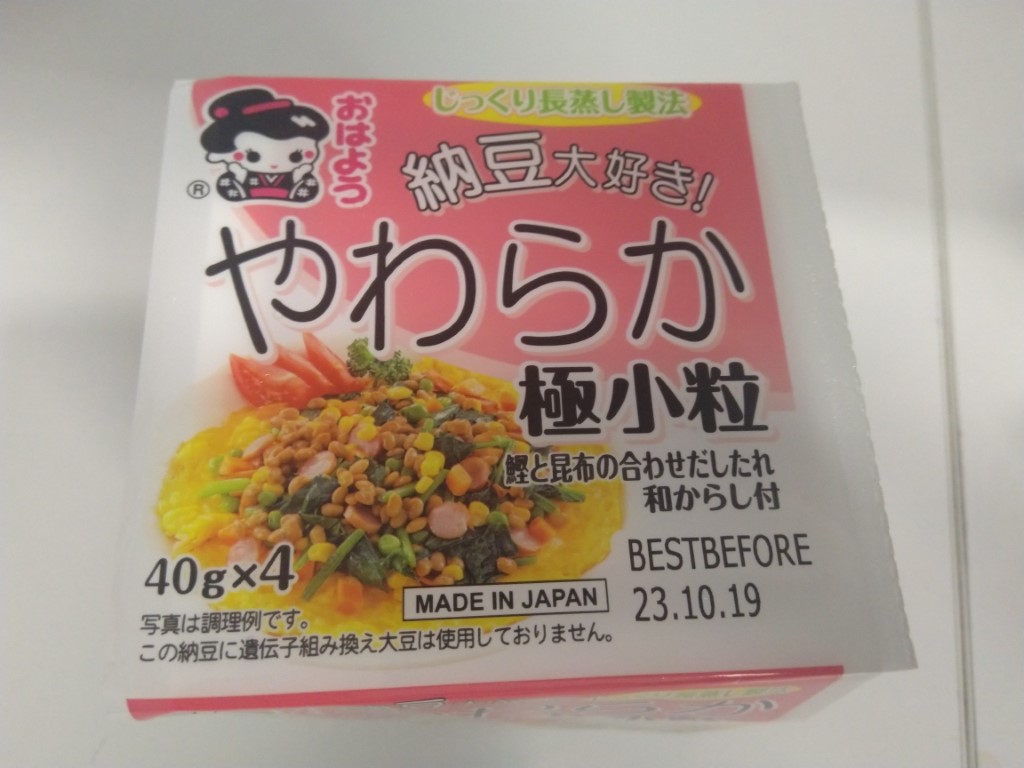 じっくり長蒸し製法
おはよう
®
納豆大好き!
やわらか
極小粒
鰹と昆布の合わせだしたれ
和からし付
40g×4
BESTBEFORE
23.10.19
MADE IN JAPAN
写真は調理例です。
この納豆に遺伝子組み換え大豆は使用しておりません。